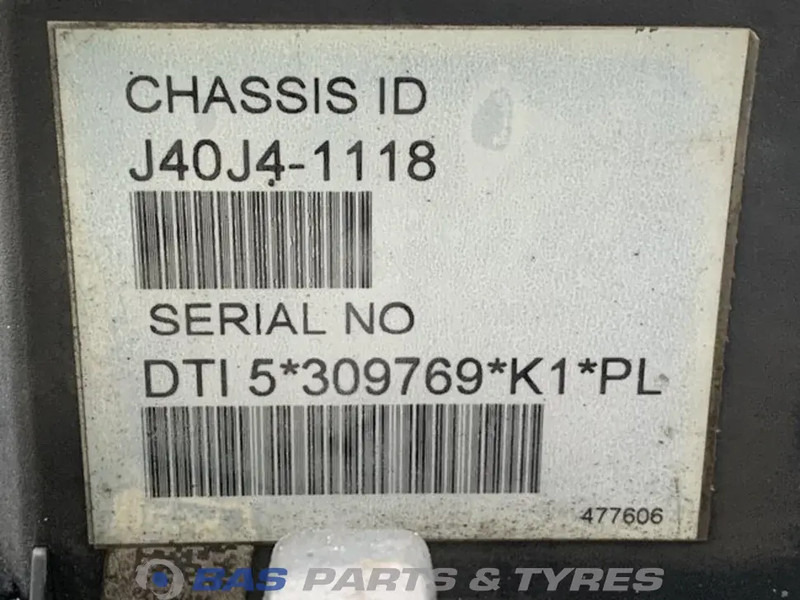 CHASSIS ID
J40J4-1118
SERIAL NO
DTI 5*309769*K1*PL
477606
BAS PARTS & TYRES